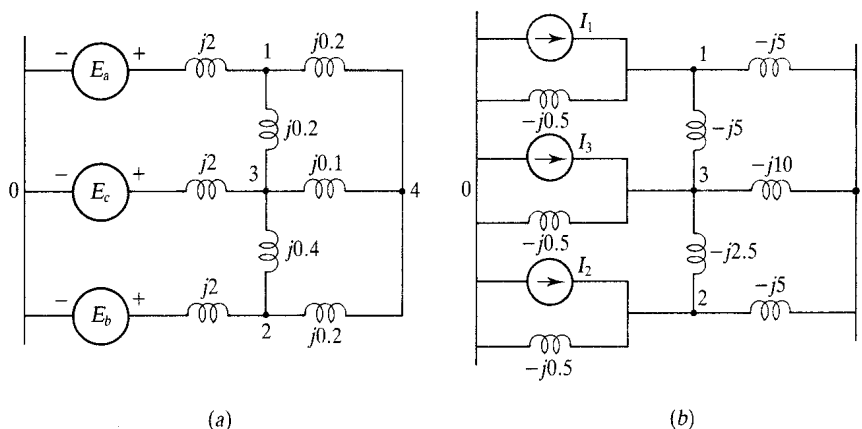 − E_a + j2 1 j0.2
j0.2
0 − E_c + j2 3 j0.1 4
j0.4
− E_b + j2 2 j0.2
(a)
I_1
1 −j5
−j0.5
−j5
I_3
0 3 −j10
−j0.5
−j2.5
I_2
2 −j5
−j0.5
(b)